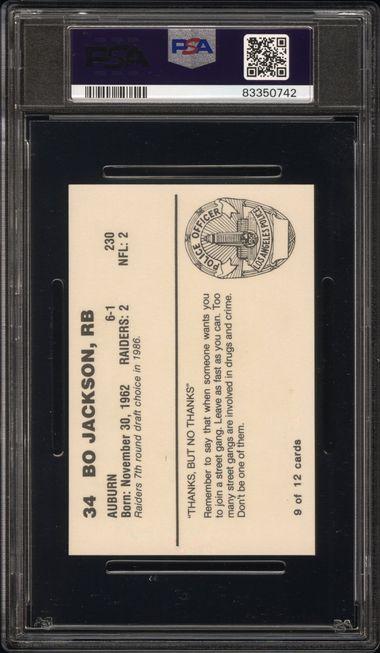 PSA
PSA
83350742
34 BO JACKSON, RB
AUBURN 6-1 230
Born: November 30, 1962 RAIDERS: 2 NFL: 2
Raiders 7th round draft choice in 1986.
POLICE OFFICER
LOS ANGELES POLICE
"THANKS, BUT NO THANKS"
Remember to say that when someone wants you
to join a street gang. Leave as fast as you can. Too
many street gangs are involved in drugs and crime.
Don't be one of them.
9 of 12 cards